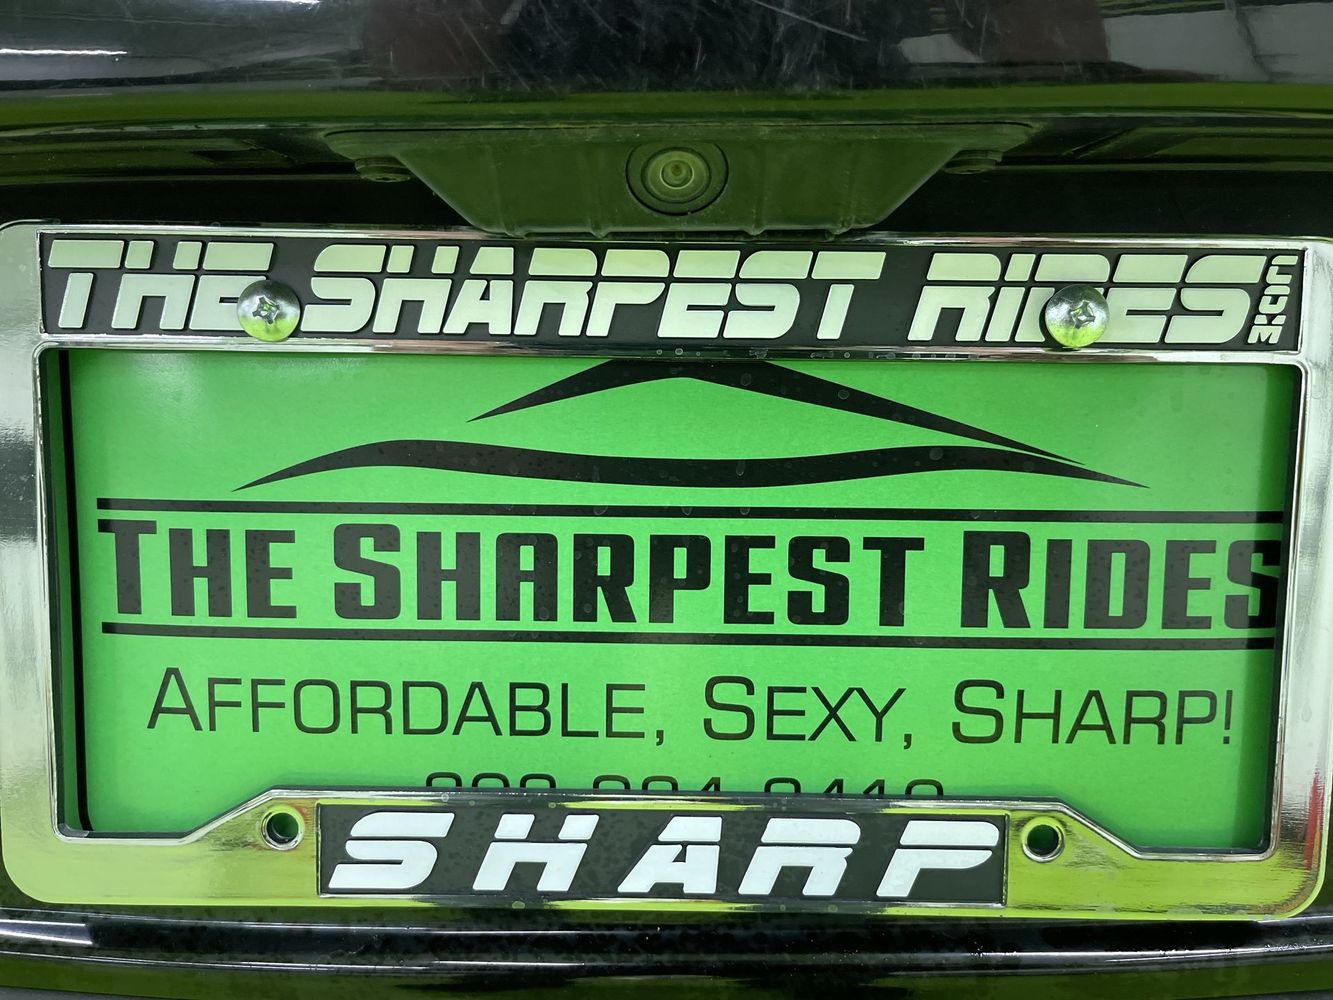 THE SHARPEST RIDES.COM
THE SHARPEST RIDES
AFFORDABLE, SEXY, SHARP!
SHARP